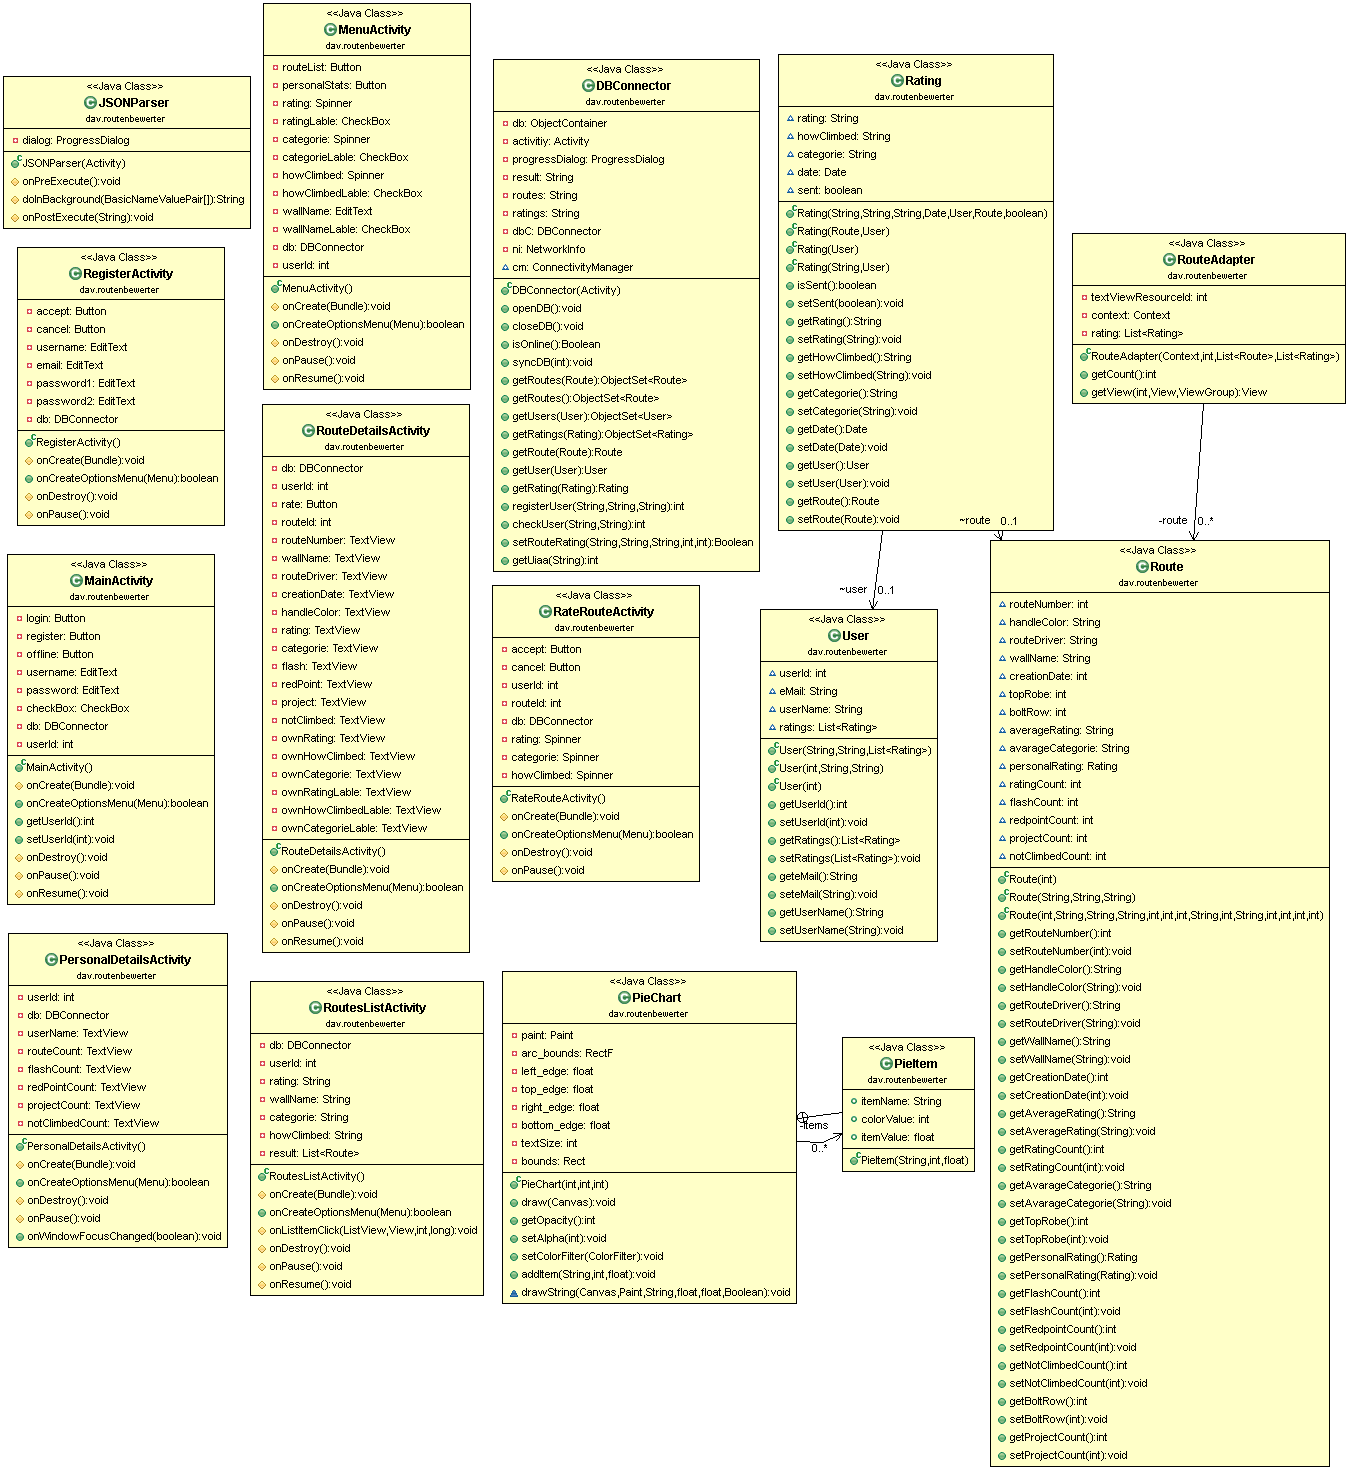 <<Java Class>>
JSONParser
dav.routenbewerter
dialog: ProgressDialog
JSONParser(Activity)
onPreExecute():void
doInBackground(BasicNameValuePair[]):String
onPostExecute(String):void
<<Java Class>>
RegisterActivity
dav.routenbewerter
accept: Button
cancel: Button
username: EditText
email: EditText
password1: EditText
password2: EditText
db: DBConnector
RegisterActivity()
onCreate(Bundle):void
onCreateOptionsMenu(Menu):boolean
onDestroy():void
onPause():void
<<Java Class>>
MainActivity
dav.routenbewerter
login: Button
register: Button
offline: Button
username: EditText
password: EditText
checkBox: CheckBox
db: DBConnector
userId: int
MainActivity()
onCreate(Bundle):void
onCreateOptionsMenu(Menu):boolean
getUserId():int
setUserId(int):void
onDestroy():void
onPause():void
onResume():void
<<Java Class>>
PersonalDetailsActivity
dav.routenbewerter
userId: int
db: DBConnector
userName: TextView
routeCount: TextView
flashCount: TextView
redPointCount: TextView
projectCount: TextView
notClimbedCount: TextView
PersonalDetailsActivity()
onCreate(Bundle):void
onCreateOptionsMenu(Menu):boolean
onDestroy():void
onPause():void
onWindowFocusChanged(boolean):void
<<Java Class>>
MenuActivity
dav.routenbewerter
routeList: Button
personalStats: Button
rating: Spinner
ratingLable: CheckBox
categorie: Spinner
categorieLable: CheckBox
howClimbed: Spinner
howClimbedLable: CheckBox
wallName: EditText
wallNameLable: CheckBox
db: DBConnector
userId: int
MenuActivity()
onCreate(Bundle):void
onCreateOptionsMenu(Menu):boolean
onDestroy():void
onPause():void
onResume():void
<<Java Class>>
RouteDetailsActivity
dav.routenbewerter
db: DBConnector
userId: int
rate: Button
routeId: int
routeNumber: TextView
wallName: TextView
routeDriver: TextView
creationDate: TextView
handleColor: TextView
rating: TextView
categorie: TextView
flash: TextView
redPoint: TextView
project: TextView
notClimbed: TextView
ownRating: TextView
ownHowClimbed: TextView
ownCategorie: TextView
ownRatingLable: TextView
ownHowClimbedLable: TextView
ownCategorieLable: TextView
RouteDetailsActivity()
onCreate(Bundle):void
onCreateOptionsMenu(Menu):boolean
onDestroy():void
onPause():void
onResume():void
<<Java Class>>
RoutesListActivity
dav.routenbewerter
db: DBConnector
userId: int
rating: String
wallName: String
categorie: String
howClimbed: String
result: List<Route>
RoutesListActivity()
onCreate(Bundle):void
onCreateOptionsMenu(Menu):boolean
onListItemClick(ListView,View,int,long):void
onDestroy():void
onPause():void
onResume():void
<<Java Class>>
DBConnector
dav.routenbewerter
db: ObjectContainer
activitiy: Activity
progressDialog: ProgressDialog
result: String
routes: String
ratings: String
dbC: DBConnector
ni: NetworkInfo
cm: ConnectivityManager
DBConnector(Activity)
openDB():void
closeDB():void
isOnline():Boolean
syncDB(int):void
getRoutes(Route):ObjectSet<Route>
getRoutes():ObjectSet<Route>
getUsers(User):ObjectSet<User>
getRatings(Rating):ObjectSet<Rating>
getRoute(Route):Route
getUser(User):User
getRating(Rating):Rating
registerUser(String,String,String):int
checkUser(String,String):int
setRouteRating(String,String,String,int,int):Boolean
getUiaa(String):int
<<Java Class>>
RateRouteActivity
dav.routenbewerter
accept: Button
cancel: Button
userId: int
routeId: int
db: DBConnector
rating: Spinner
categorie: Spinner
howClimbed: Spinner
RateRouteActivity()
onCreate(Bundle):void
onCreateOptionsMenu(Menu):boolean
onDestroy():void
onPause():void
<<Java Class>>
PieChart
dav.routenbewerter
paint: Paint
arc_bounds: RectF
left_edge: float
top_edge: float
right_edge: float
bottom_edge: float
textSize: int
bounds: Rect
PieChart(int,int,int)
draw(Canvas):void
getOpacity():int
setAlpha(int):void
setColorFilter(ColorFilter):void
addItem(String,int,float):void
drawString(Canvas,Paint,String,float,float,Boolean):void
-items
0..*
<<Java Class>>
PieItem
dav.routenbewerter
itemName: String
colorValue: int
itemValue: float
PieItem(String,int,float)
<<Java Class>>
Rating
dav.routenbewerter
rating: String
howClimbed: String
categorie: String
date: Date
sent: boolean
Rating(String,String,String,Date,User,Route,boolean)
Rating(Route,User)
Rating(User)
Rating(String,User)
isSent():boolean
setSent(boolean):void
getRating():String
setRating(String):void
getHowClimbed():String
setHowClimbed(String):void
getCategorie():String
setCategorie(String):void
getDate():Date
setDate(Date):void
getUser():User
setUser(User):void
getRoute():Route
setRoute(Route):void
~route 0..1
~user 0..1
<<Java Class>>
User
dav.routenbewerter
userId: int
eMail: String
userName: String
ratings: List<Rating>
User(String,String,List<Rating>)
User(int,String,String)
User(int)
getUserId():int
setUserId(int):void
getRatings():List<Rating>
setRatings(List<Rating>):void
geteMail():String
seteMail(String):void
getUserName():String
setUserName(String):void
<<Java Class>>
RouteAdapter
dav.routenbewerter
textViewResourceId: int
context: Context
rating: List<Rating>
RouteAdapter(Context,int,List<Route>,List<Rating>)
getCount():int
getView(int,View,ViewGroup):View
-route 0..*
<<Java Class>>
Route
dav.routenbewerter
routeNumber: int
handleColor: String
routeDriver: String
wallName: String
creationDate: int
topRobe: int
boltRow: int
averageRating: String
avarageCategorie: String
personalRating: Rating
ratingCount: int
flashCount: int
redpointCount: int
projectCount: int
notClimbedCount: int
Route(int)
Route(String,String,String)
Route(int,String,String,String,int,int,int,String,int,String,int,int,int,int)
getRouteNumber():int
setRouteNumber(int):void
getHandleColor():String
setHandleColor(String):void
getRouteDriver():String
setRouteDriver(String):void
getWallName():String
setWallName(String):void
getCreationDate():int
setCreationDate(int):void
getAverageRating():String
setAverageRating(String):void
getRatingCount():int
setRatingCount(int):void
getAvarageCategorie():String
setAvarageCategorie(String):void
getTopRobe():int
setTopRobe(int):void
getPersonalRating():Rating
setPersonalRating(Rating):void
getFlashCount():int
setFlashCount(int):void
getRedpointCount():int
setRedpointCount(int):void
getNotClimbedCount():int
setNotClimbedCount(int):void
getBoltRow():int
setBoltRow(int):void
getProjectCount():int
setProjectCount(int):void